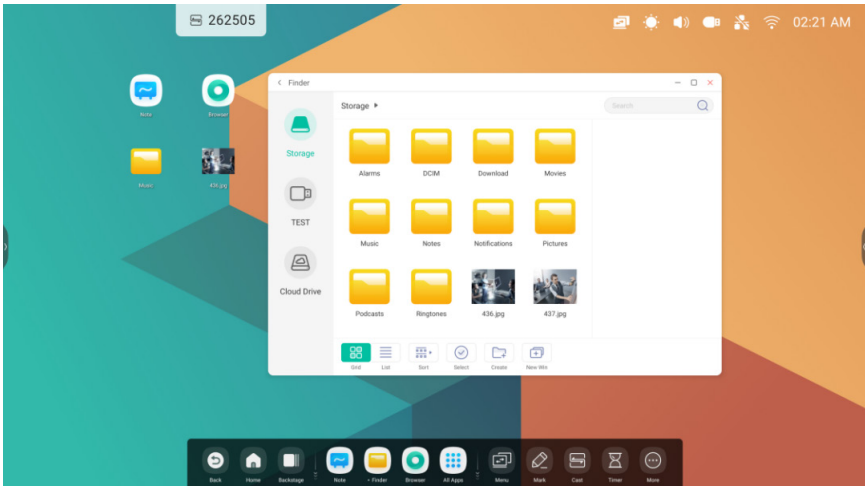 262505
02:21 AM
Note
Browser
Music
436.jpg
Finder
Storage
Search
Storage
TEST
Cloud Drive
Alarms
DCIM
Download
Movies
Music
Notes
Notifications
Pictures
Podcasts
Ringtones
436.jpg
437.jpg
Grid
List
Sort
Select
Create
New Win
Back
Home
Backstage
Note
• Finder
Browser
All Apps
Menu
Mark
Cast
Timer
More